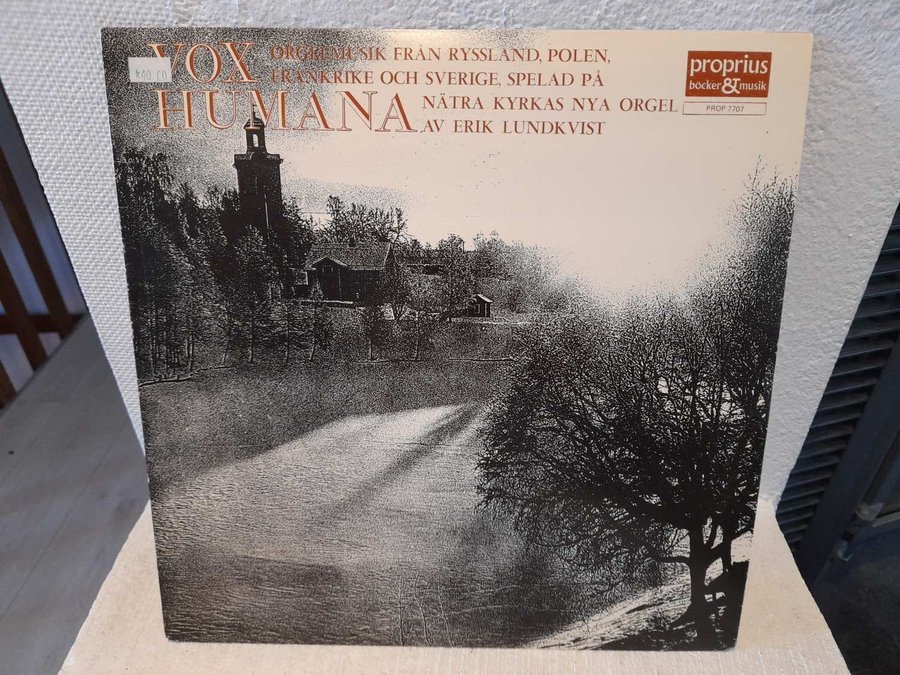 VOX
HUMANA
ORGELMUSIK FRÅN RYSSLAND, POLEN,
FRANKRIKE OCH SVERIGE, SPELAD PÅ
NÄTRA KYRKAS NYA ORGEL
AV ERIK LUNDKVIST
proprius
böcker & musik
PROP 7707